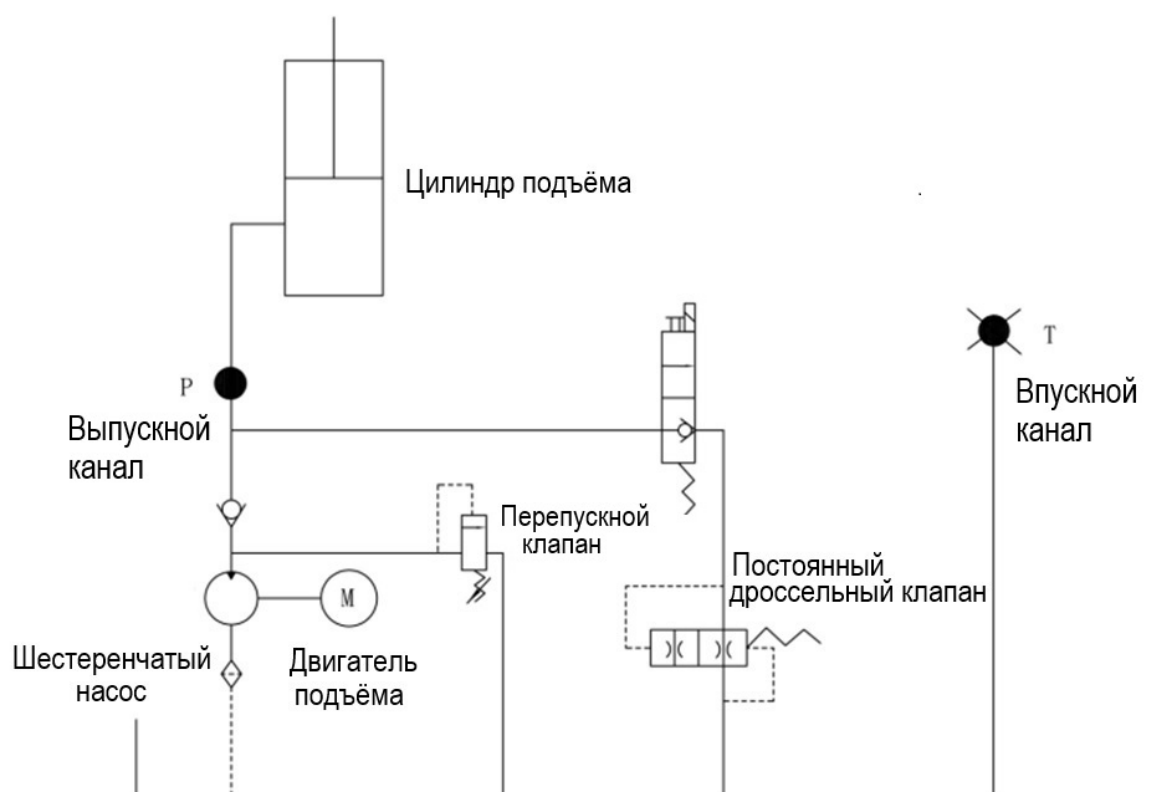 Цилиндр подъёма
P
T
Выпускной
канал
Впускной
канал
Перепускной
клапан
Постоянный
дроссельный клапан
M
Шестеренчатый
насос
Двигатель
подъёма